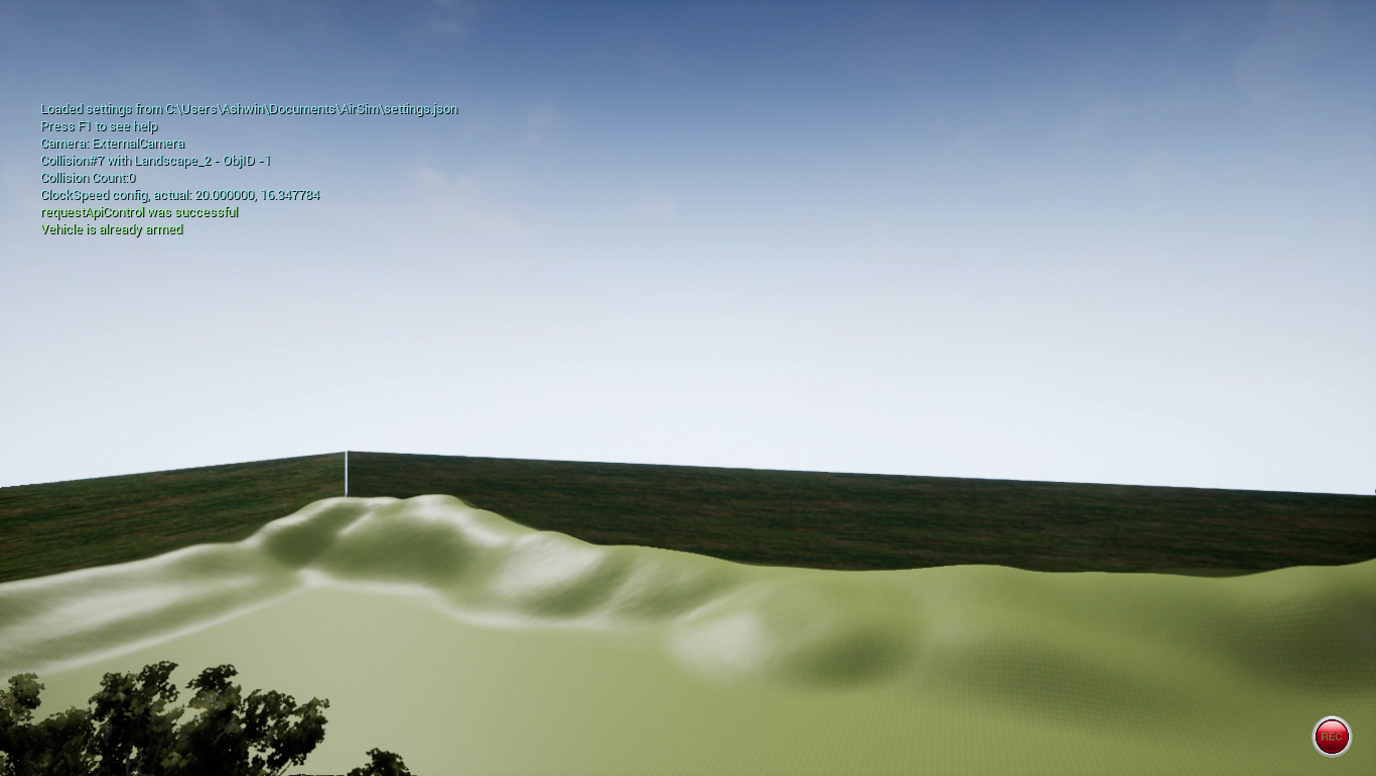 Loaded settings from C:\Users\Ashwin\Documents\AirSim\settings.json
Press F1 to see help
Camera: ExternalCamera
Collision#7 with Landscape_2 - ObjID -1
Collision Count:0
ClockSpeed config, actual: 20.000000, 16.347784
requestApiControl was successful
Vehicle is already armed
REC